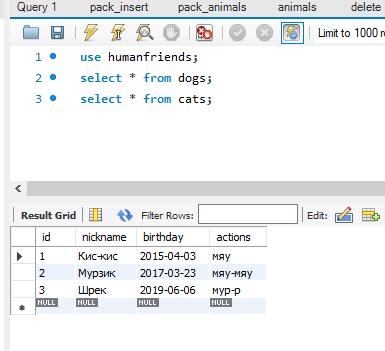 Query 1 pack_insert pack_animals animals delete
Limit to 1000 r
1 use humanfriends;
2 select * from dogs;
3 select * from cats;
Result Grid Filter Rows: Edit:
id nickname birthday actions
1 Кис-кис 2015-04-03 мяу
2 Мурзик 2017-03-23 мяу-мяу
3 Шрек 2019-06-06 мур-р
NULL NULL NULL NULL